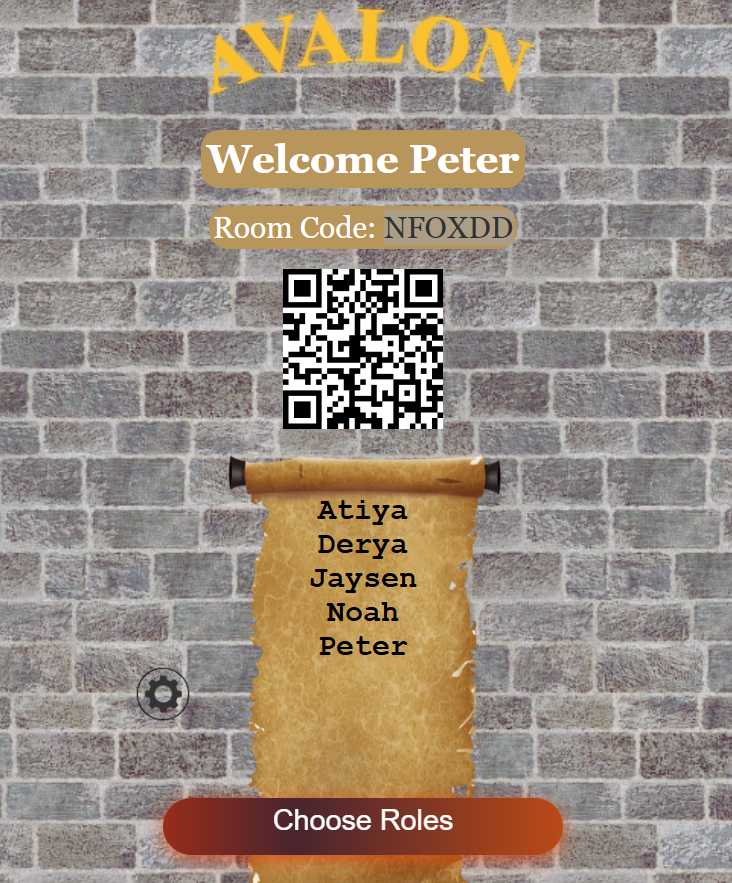 AVALON
Welcome Peter
Room Code: NFOXDD
Atiya
Derya
Jaysen
Noah
Peter
Choose Roles